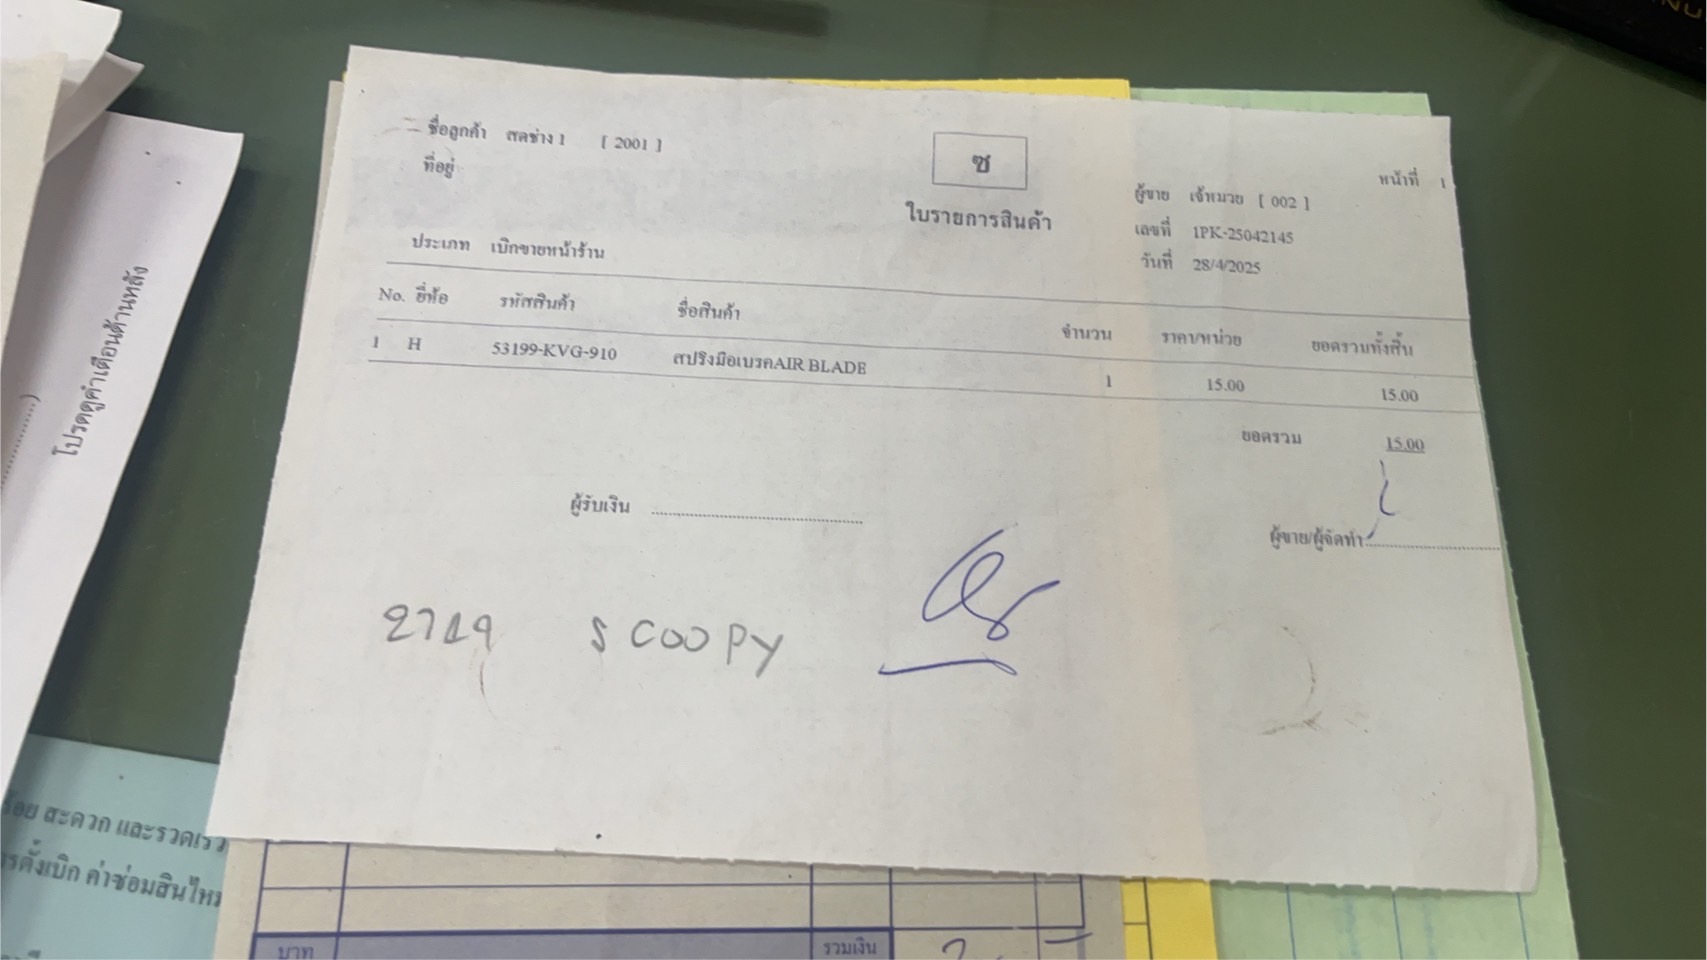 ชื่อลูกค้า สดช่าง 1 [ 2001 ]
ที่อยู่
ซ
ใบรายการสินค้า
หน้าที่ 1
ผู้ขาย เจ้หมวย [ 002 ]
เลขที่ 1PK-25042145
วันที่ 28/4/2025
ประเภท เบิกขายหน้าร้าน
No. ยี่ห้อ รหัสสินค้า ชื่อสินค้า จำนวน ราคา/หน่วย ยอดรวมทั้งสิ้น
1 H 53199-KVG-910 สปริงมือเบรคAIR BLADE 1 15.00 15.00
ยอดรวม 15.00
ผู้รับเงิน
ผู้ขาย/ผู้จัดทำ
2719 SCOOPY
โปรดดูคำเตือนด้านหลัง
สะดวก และรวดเร็ว
ตั้งเบิก ค่าซ่อมสินไหม
บาท
รวมเงิน